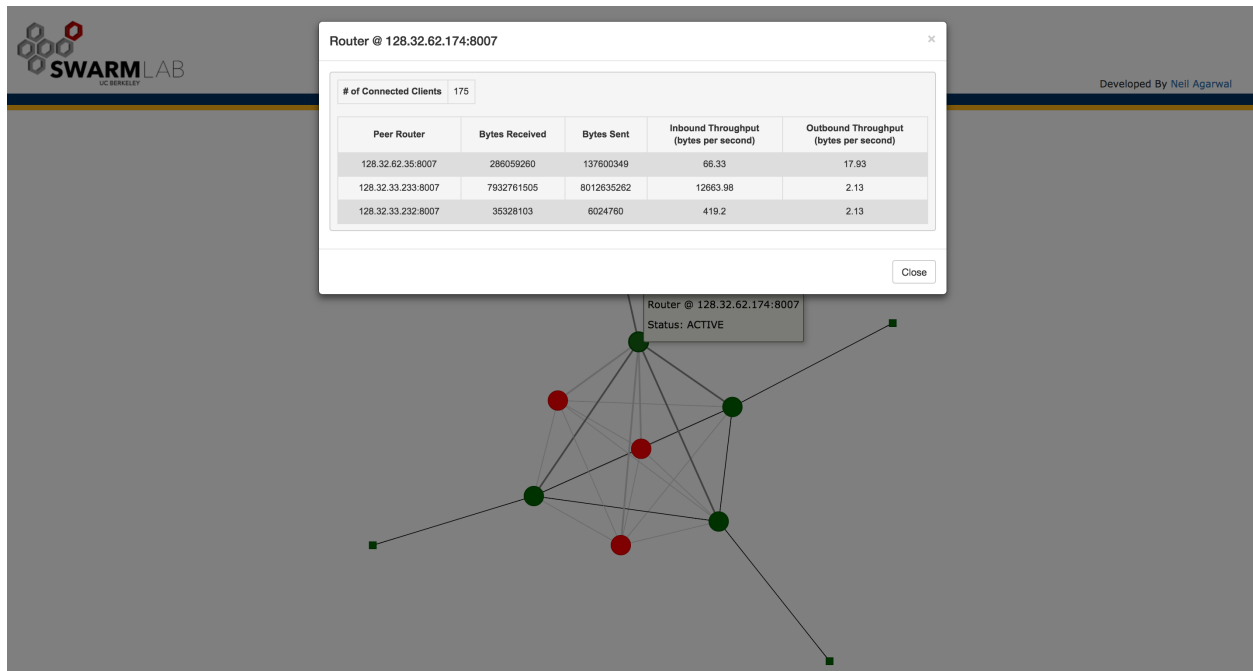 Router @ 128.32.62.174:8007 ×
SWARMLAB
UC BERKELEY
Developed By Neil Agarwal
# of Connected Clients 175
Peer Router Bytes Received Bytes Sent Inbound Throughput (bytes per second) Outbound Throughput (bytes per second)
128.32.62.35:8007 286059260 137600349 66.33 17.93
128.32.33.233:8007 7932761505 8012635262 12663.98 2.13
128.32.33.232:8007 35328103 6024760 419.2 2.13
Close
Router @ 128.32.62.174:8007
Status: ACTIVE